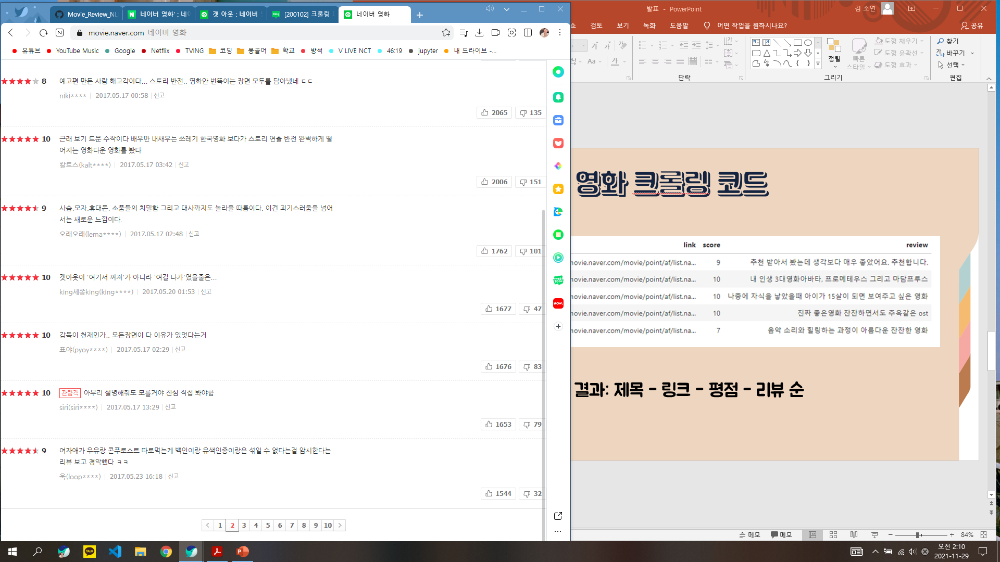 Movie_Review_NL
네이버 영화' : 네이
겟 아웃 : 네이버 영
[200102] 크롤링
네이버 영화
movie.naver.com 네이버 영화
유튜브
YouTube Music
Google
Netflix
TVING
코딩
몽골어
학교
방석
V LIVE NCT
46:19
jupyter
내 드라이브 -...
8 예고편 만든 사람 해고각이다... 스토리 반전.. 영화안 번뜩이는 장면 모두를 담아냈네 ㄷㄷ
niki**** 2017.05.17 00:58 신고
2065 135
10 근래 보기 드문 수작이다 배우만 내새우는 쓰레기 한국영화 보다가 스토리 연출 반전 완벽하게 떨
어지는 영화다운 영화를 봤다
칼토스(kalt****) 2017.05.17 03:42 신고
2006 151
9 사슴,모자,휴대폰, 소품들의 치밀함 그리고 대사까지도 놀라울 따름이다. 이건 괴기스러움을 넘어
서는 새로운 느낌이다.
오래오래(lema****) 2017.05.17 02:48 신고
1762 101
10 겟아웃이 '여기서 꺼져'가 아니라 '여길 나가'였을줄은...
king세종king(king****) 2017.05.20 01:53 신고
1677 47
10 감독이 천재인가.. 모든장면이 다 이유가 있엇다는거
표야(pyoy****) 2017.05.17 02:29 신고
1676 83
10 관람객 아무리 설명해줘도 모를거야 진심 직접 봐야함
siri(siri****) 2017.05.17 13:29 신고
1653 79
9 여자애가 우유랑 콘푸로스트 따로먹는게 백인이랑 유색인종이랑은 섞일 수 없다는걸 암시한다는
리뷰 보고 경악했다 ㅋㅋ
욱(loop****) 2017.05.23 16:18 신고
1544 32
1 2 3 4 5 6 7 8 9 10
WEB TOON
NOW.
발표 - PowerPoint
김 소연
쇼 검토 보기 녹화 도움말 어떤 작업을 원하시나요? 공유
가 가 가
Aa 가
단락
정렬
빠른
스타일
도형 채우기
도형 윤곽선
도형 효과
그리기
찾기
바꾸기
선택
편집
영화 크롤링 코드
link score review
movie.naver.com/movie/point/af/list.na... 9 추천 받아서 봤는데 생각보다 매우 좋았어요. 추천합니다.
movie.naver.com/movie/point/af/list.na... 10 내 인생 3대영화아바타, 프로메테우스 그리고 마담프루스
movie.naver.com/movie/point/af/list.na... 10 나중에 자식을 낳았을때 아이가 15살이 되면 보여주고 싶은 영화
movie.naver.com/movie/point/af/list.na... 10 진짜 좋은영화 잔잔하면서도 주옥같은 ost
movie.naver.com/movie/point/af/list.na... 7 음악 소리와 힐링하는 과정이 아름다운 잔잔한 영화
결과: 제목 - 링크 - 평점 - 리뷰 순
메모 메모 84%
TALK
오전 2:10
2021-11-29